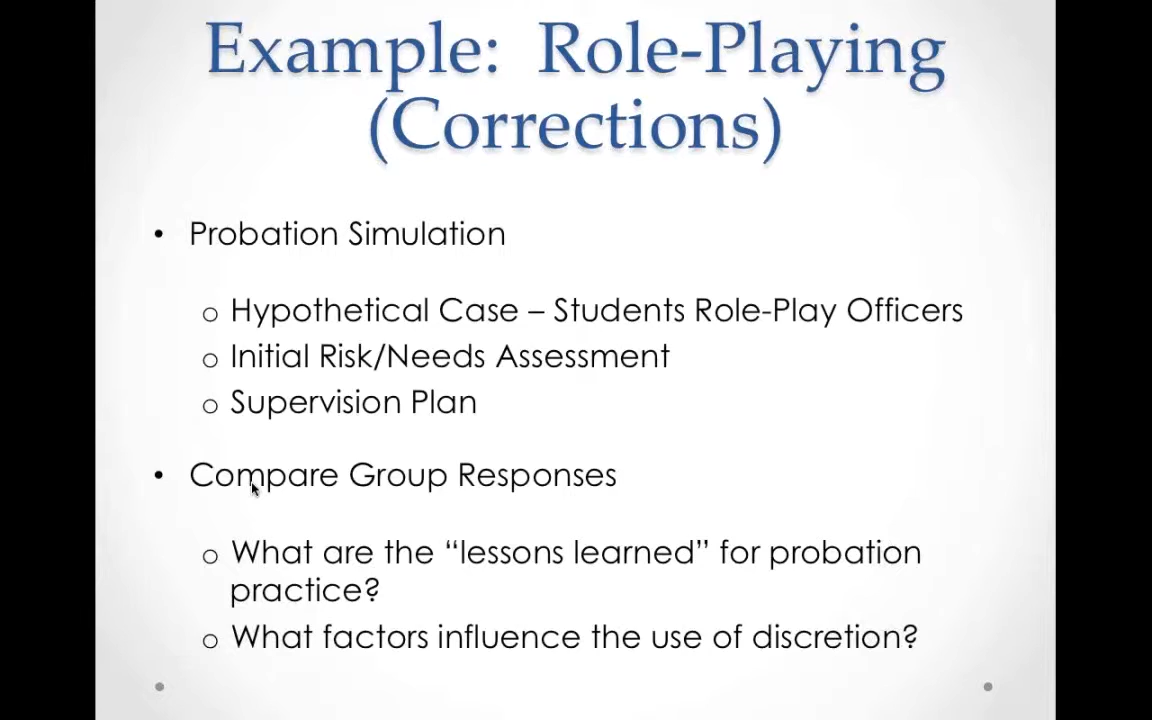 Example: Role-Playing
(Corrections)
• Probation Simulation
o Hypothetical Case – Students Role-Play Officers
o Initial Risk/Needs Assessment
o Supervision Plan
• Compare Group Responses
o What are the “lessons learned” for probation
practice?
o What factors influence the use of discretion?